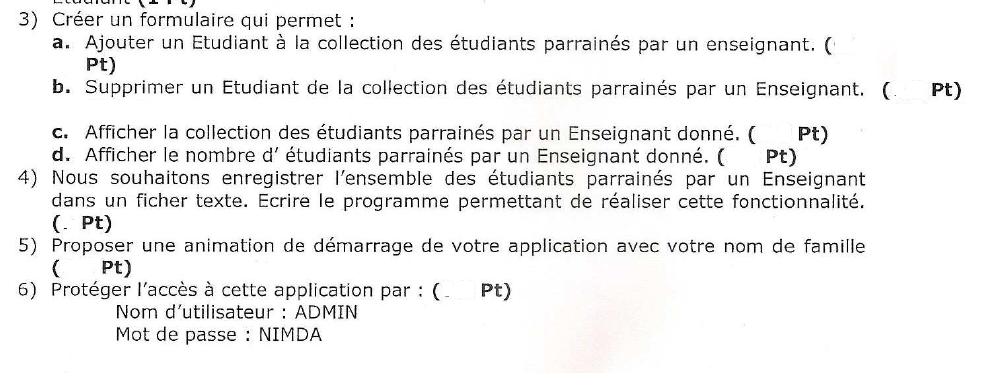 3) Créer un formulaire qui permet :
a. Ajouter un Etudiant à la collection des étudiants parrainés par un enseignant. (
Pt)
b. Supprimer un Etudiant de la collection des étudiants parrainés par un Enseignant. ( Pt)
c. Afficher la collection des étudiants parrainés par un Enseignant donné. ( Pt)
d. Afficher le nombre d' étudiants parrainés par un Enseignant donné. ( Pt)
4) Nous souhaitons enregistrer l'ensemble des étudiants parrainés par un Enseignant
dans un ficher texte. Ecrire le programme permettant de réaliser cette fonctionnalité.
(. Pt)
5) Proposer une animation de démarrage de votre application avec votre nom de famille
( Pt)
6) Protéger l'accès à cette application par : ( Pt)
Nom d'utilisateur : ADMIN
Mot de passe : NIMDA